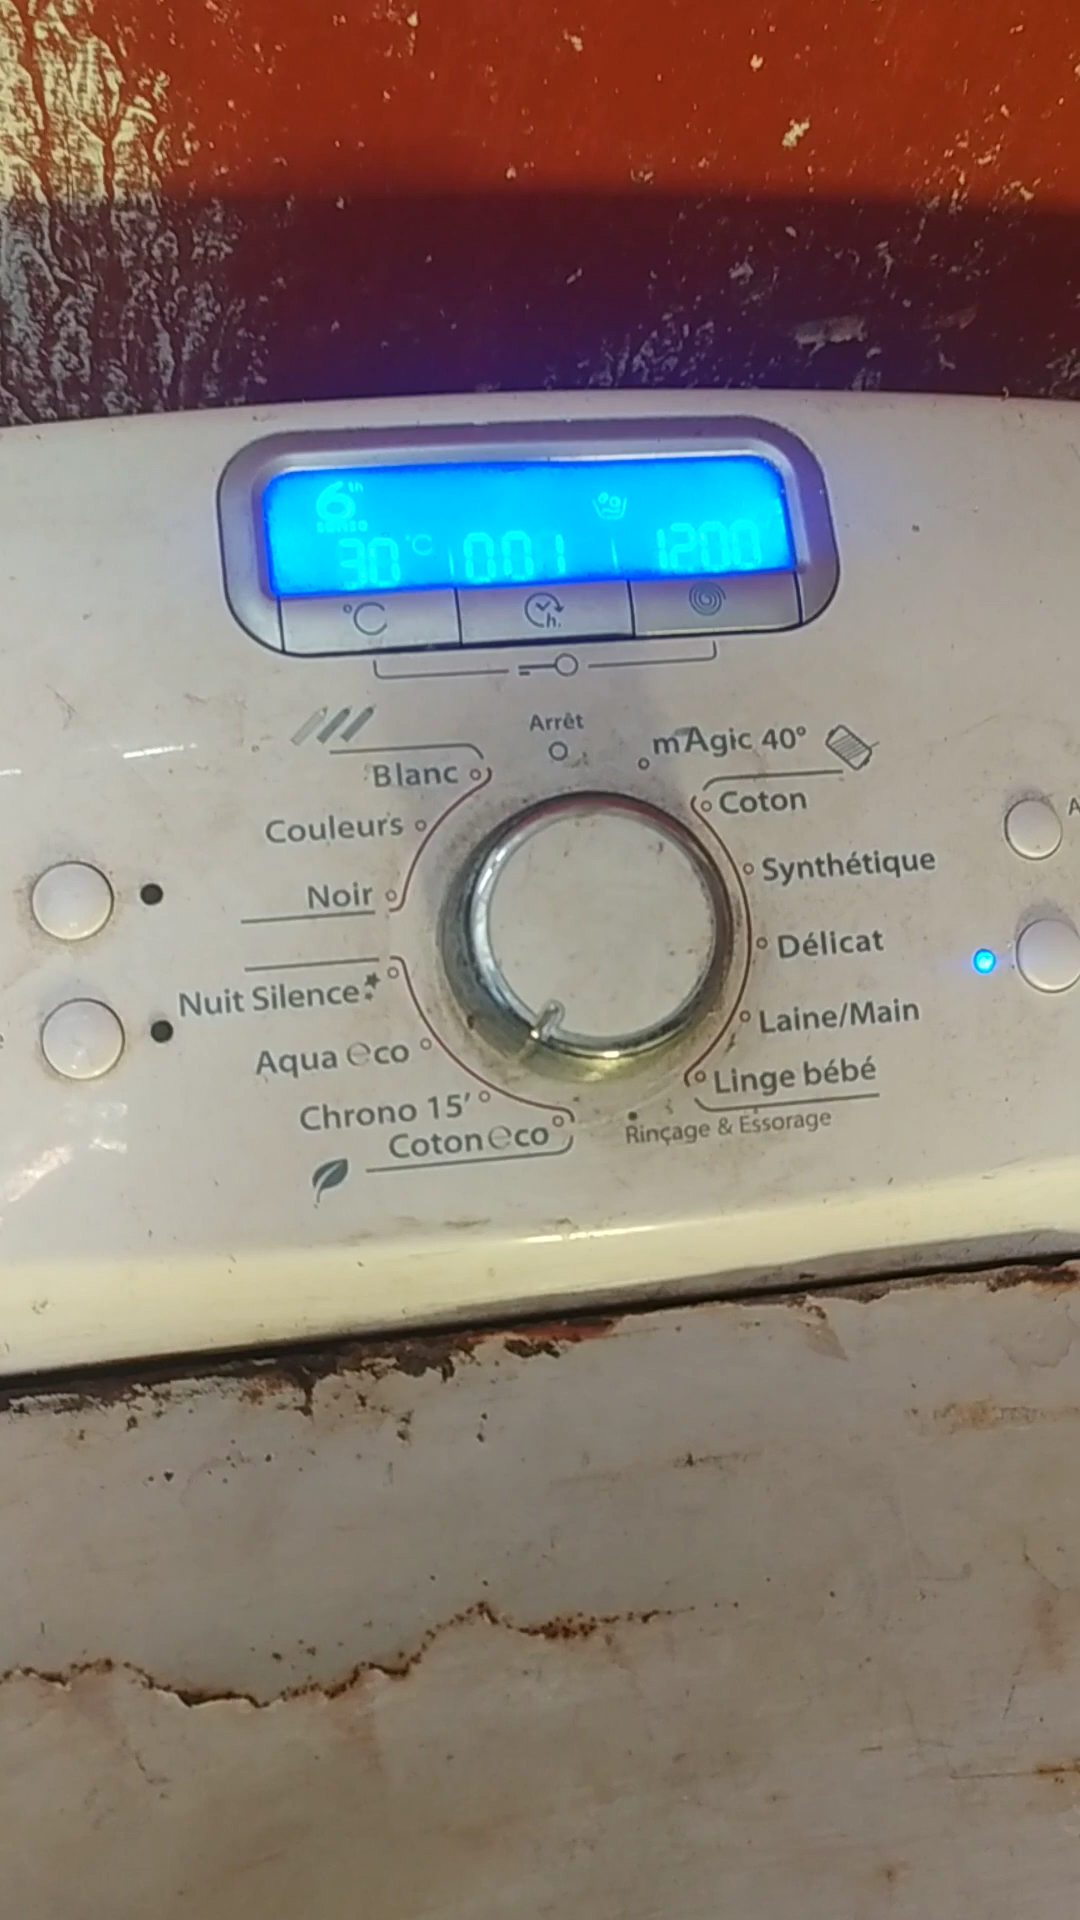 6th
sense
30 °C 001 1200
°C h.
Arrêt
mAgic 40°
Blanc
Coton
Couleurs
Synthétique
Noir
Délicat
Nuit Silence
Laine/Main
Aqua eco
Linge bébé
Chrono 15’
Rinçage & Essorage
Coton eco